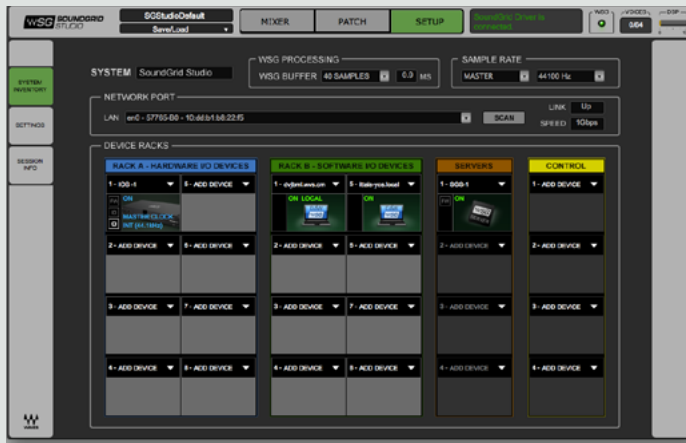 WSG SOUNDGRID STUDIO
SGStudioDefault
Save/Load
MIXER
PATCH
SETUP
SoundGrid Driver is connected
WSG
VOICES
0/64
DSP
SYSTEM INVENTORY
SETTINGS
SESSION INFO
SYSTEM SoundGrid Studio
WSG PROCESSING
WSG BUFFER 40 SAMPLES 0.9 MS
SAMPLE RATE
MASTER 44100 Hz
NETWORK PORT
LAN
SCAN
LINK Up
SPEED 1Gbps
DEVICE RACKS
RACK A - HARDWARE I/O DEVICES
RACK B - SOFTWARE I/O DEVICES
SERVERS
CONTROL
1 - IOS-1 5 - ADD DEVICE
ON LOCAL ON
1 - SGS-1 1 - ADD DEVICE
ON
ON
MASTER CLOCK
INT (44.1kHz)
2 - ADD DEVICE 6 - ADD DEVICE 2 - ADD DEVICE 6 - ADD DEVICE 2 - ADD DEVICE 2 - ADD DEVICE
3 - ADD DEVICE 7 - ADD DEVICE 3 - ADD DEVICE 7 - ADD DEVICE 3 - ADD DEVICE 3 - ADD DEVICE
4 - ADD DEVICE 8 - ADD DEVICE 4 - ADD DEVICE 8 - ADD DEVICE 4 - ADD DEVICE 4 - ADD DEVICE
WAVES